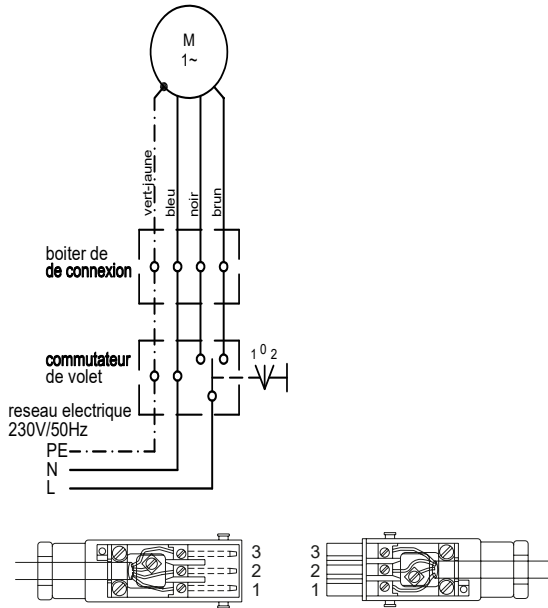 M
1~
vert-jaune
bleu
noir
brun
boiter de
de connexion
commutateur
de volet
1 0 2
reseau electrique
230V/50Hz
PE
N
L
3
2
1
3
2
1